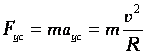 F_цс = ma_цс = m v²/R